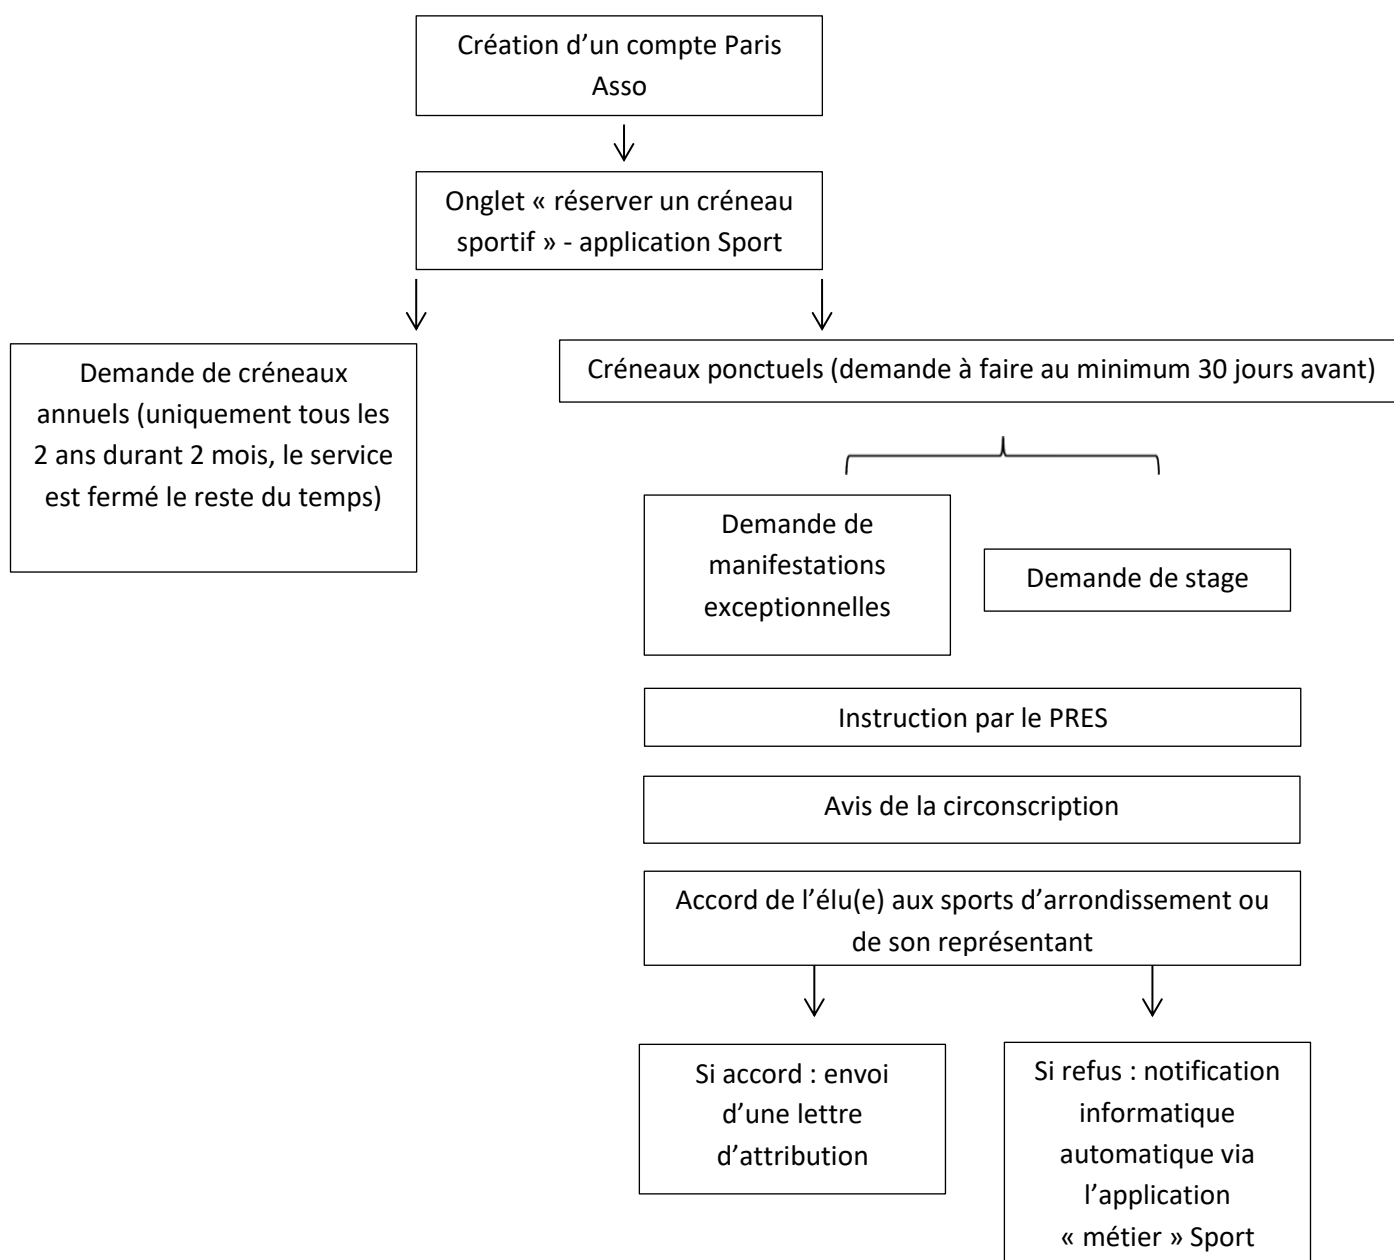 Création d’un compte Paris
Asso
Onglet « réserver un créneau
sportif » - application Sport
Demande de créneaux
annuels (uniquement tous les
2 ans durant 2 mois, le service
est fermé le reste du temps)
Créneaux ponctuels (demande à faire au minimum 30 jours avant)
Demande de
manifestations
exceptionnelles
Demande de stage
Instruction par le PRES
Avis de la circonscription
Accord de l’élu(e) aux sports d’arrondissement ou
de son représentant
Si accord : envoi
d’une lettre
d’attribution
Si refus : notification
informatique
automatique via
l’application
« métier » Sport